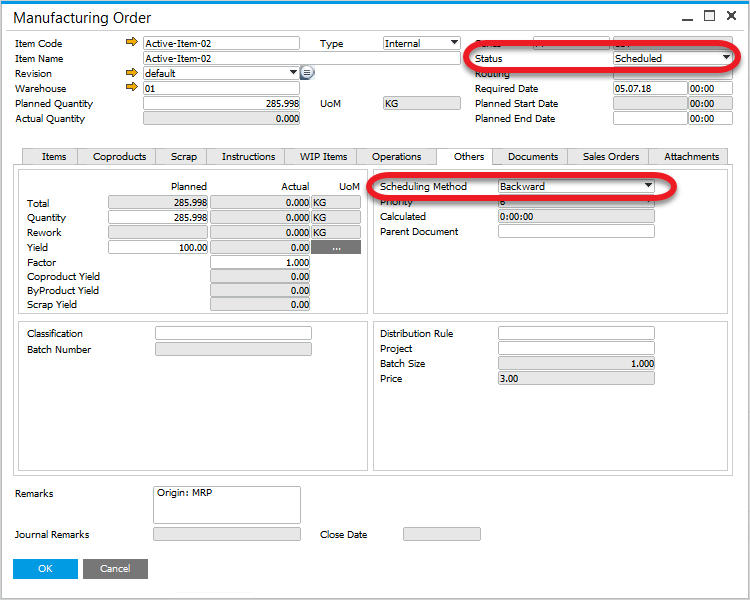 Manufacturing Order
Item Code Active-Item-02 Type Internal
Item Name Active-Item-02 Status Scheduled
Revision default
Warehouse 01 Required Date 05.07.18 00:00
Planned Quantity 285.998 UoM KG Planned Start Date 00:00
Actual Quantity 0.000 Planned End Date 00:00
Items Coproducts Scrap Instructions WIP Items Operations Others Documents Sales Orders Attachments
Planned Actual UoM Scheduling Method Backward
Total 285.998 0.000 KG Priority 6
Quantity 285.998 0.000 KG Calculated 0:00:00
Rework 0.000 KG Parent Document
Yield 100.00 0.00 ...
Factor 1.000
Coproduct Yield 0.00
ByProduct Yield 0.00
Scrap Yield 0.00
Classification Distribution Rule
Batch Number Project
Batch Size 1.000
Price 3.00
Remarks Origin: MRP
Journal Remarks Close Date
OK Cancel